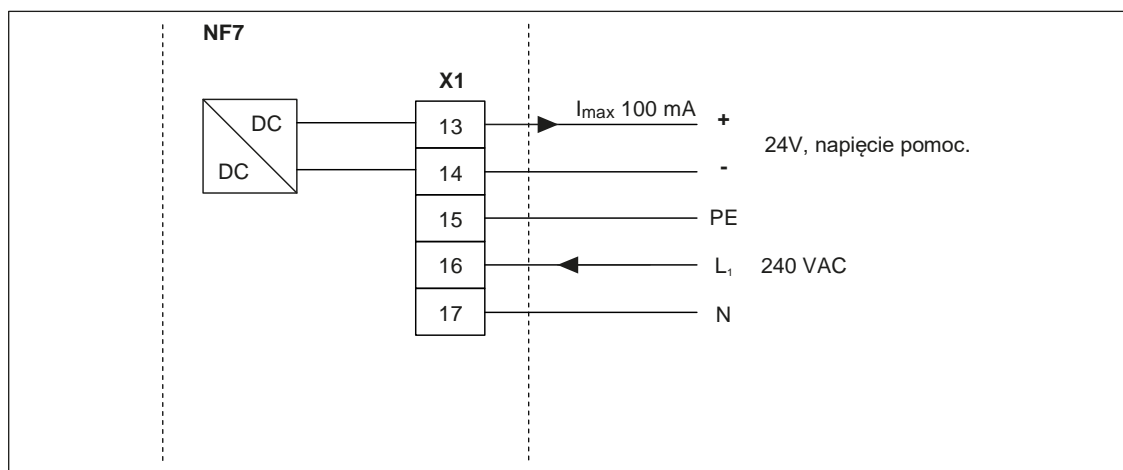 NF7
X1
DC
DC
13
Imax 100 mA
+
24V, napięcie pomoc.
14
-
15
PE
16
L1
240 VAC
17
N